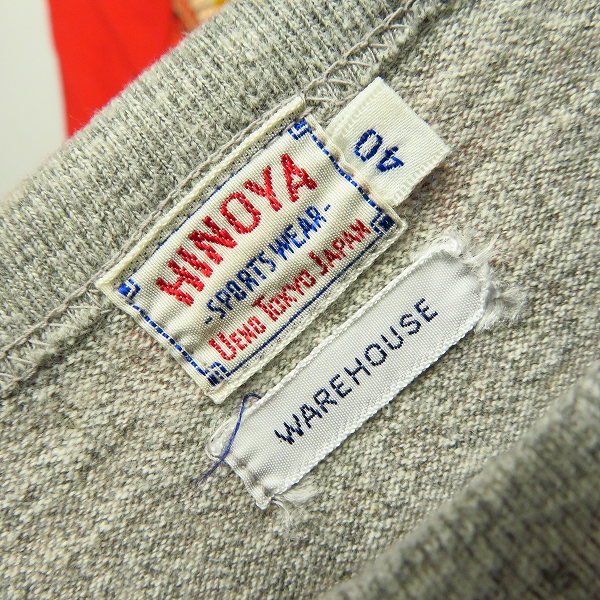 40
HINOYA
-SPORTS WEAR-
UENO TOKYO JAPAN
WAREHOUSE